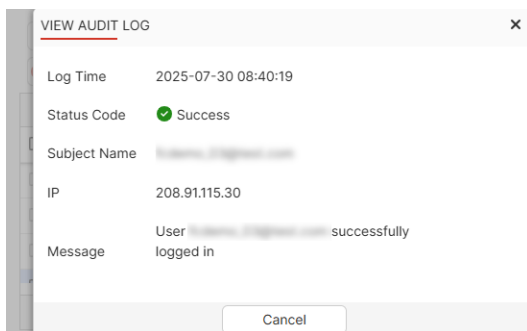 VIEW AUDIT LOG
Log Time 2025-07-30 08:40:19
Status Code Success
Subject Name
IP 208.91.115.30
User successfully
Message logged in
Cancel